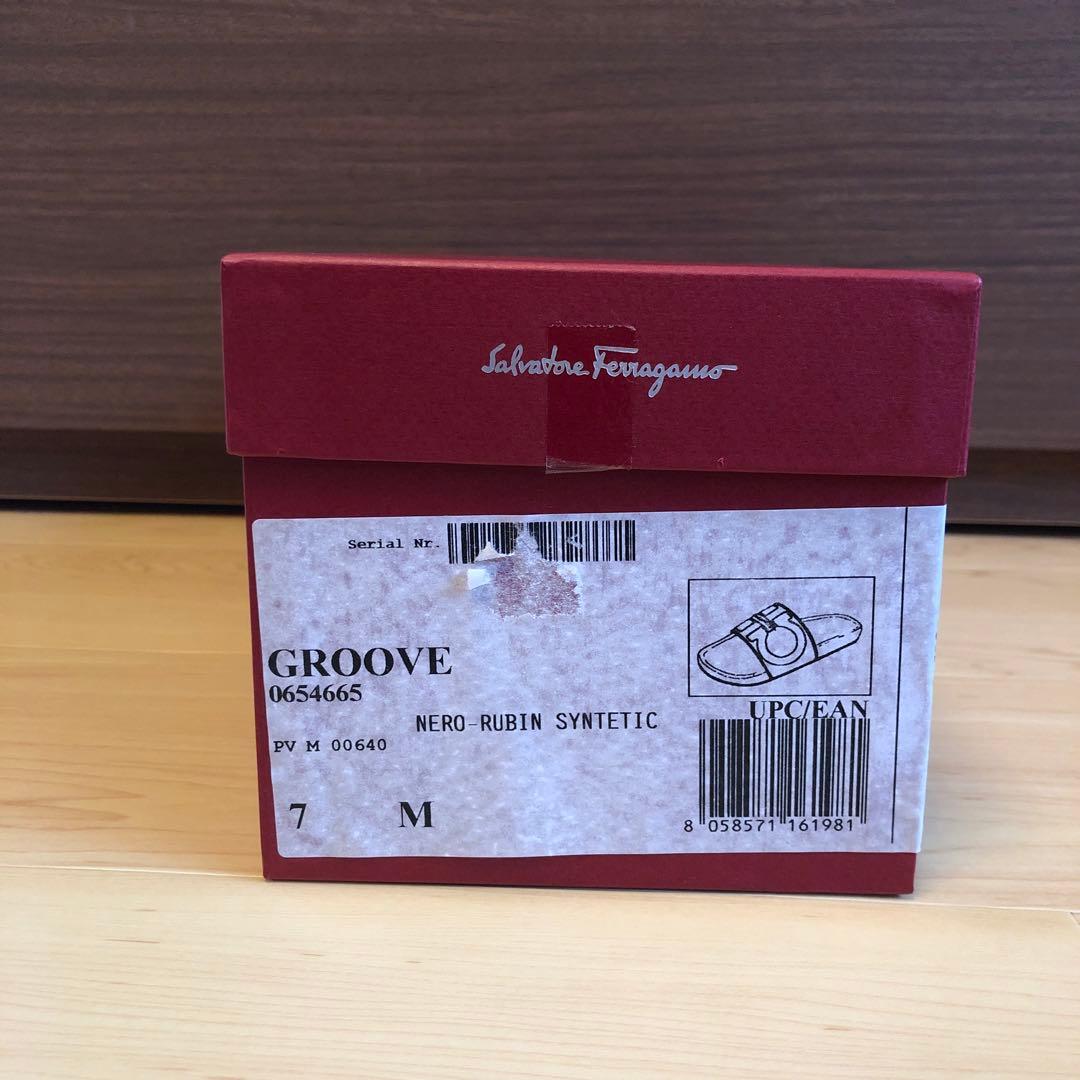 Salvatore Ferragamo
Serial Nr.
GROOVE
0654665
NERO-RUBIN SYNTETIC
PV M 00640
7 M
UPC/EAN
8 058571 161981